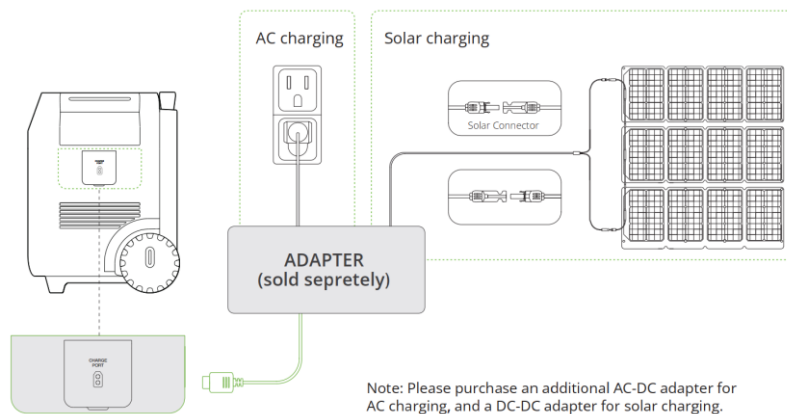 AC charging
Solar charging
Solar Connector
ADAPTER
(sold sepretely)
CHARGE
PORT
Note: Please purchase an additional AC-DC adapter for
AC charging, and a DC-DC adapter for solar charging.